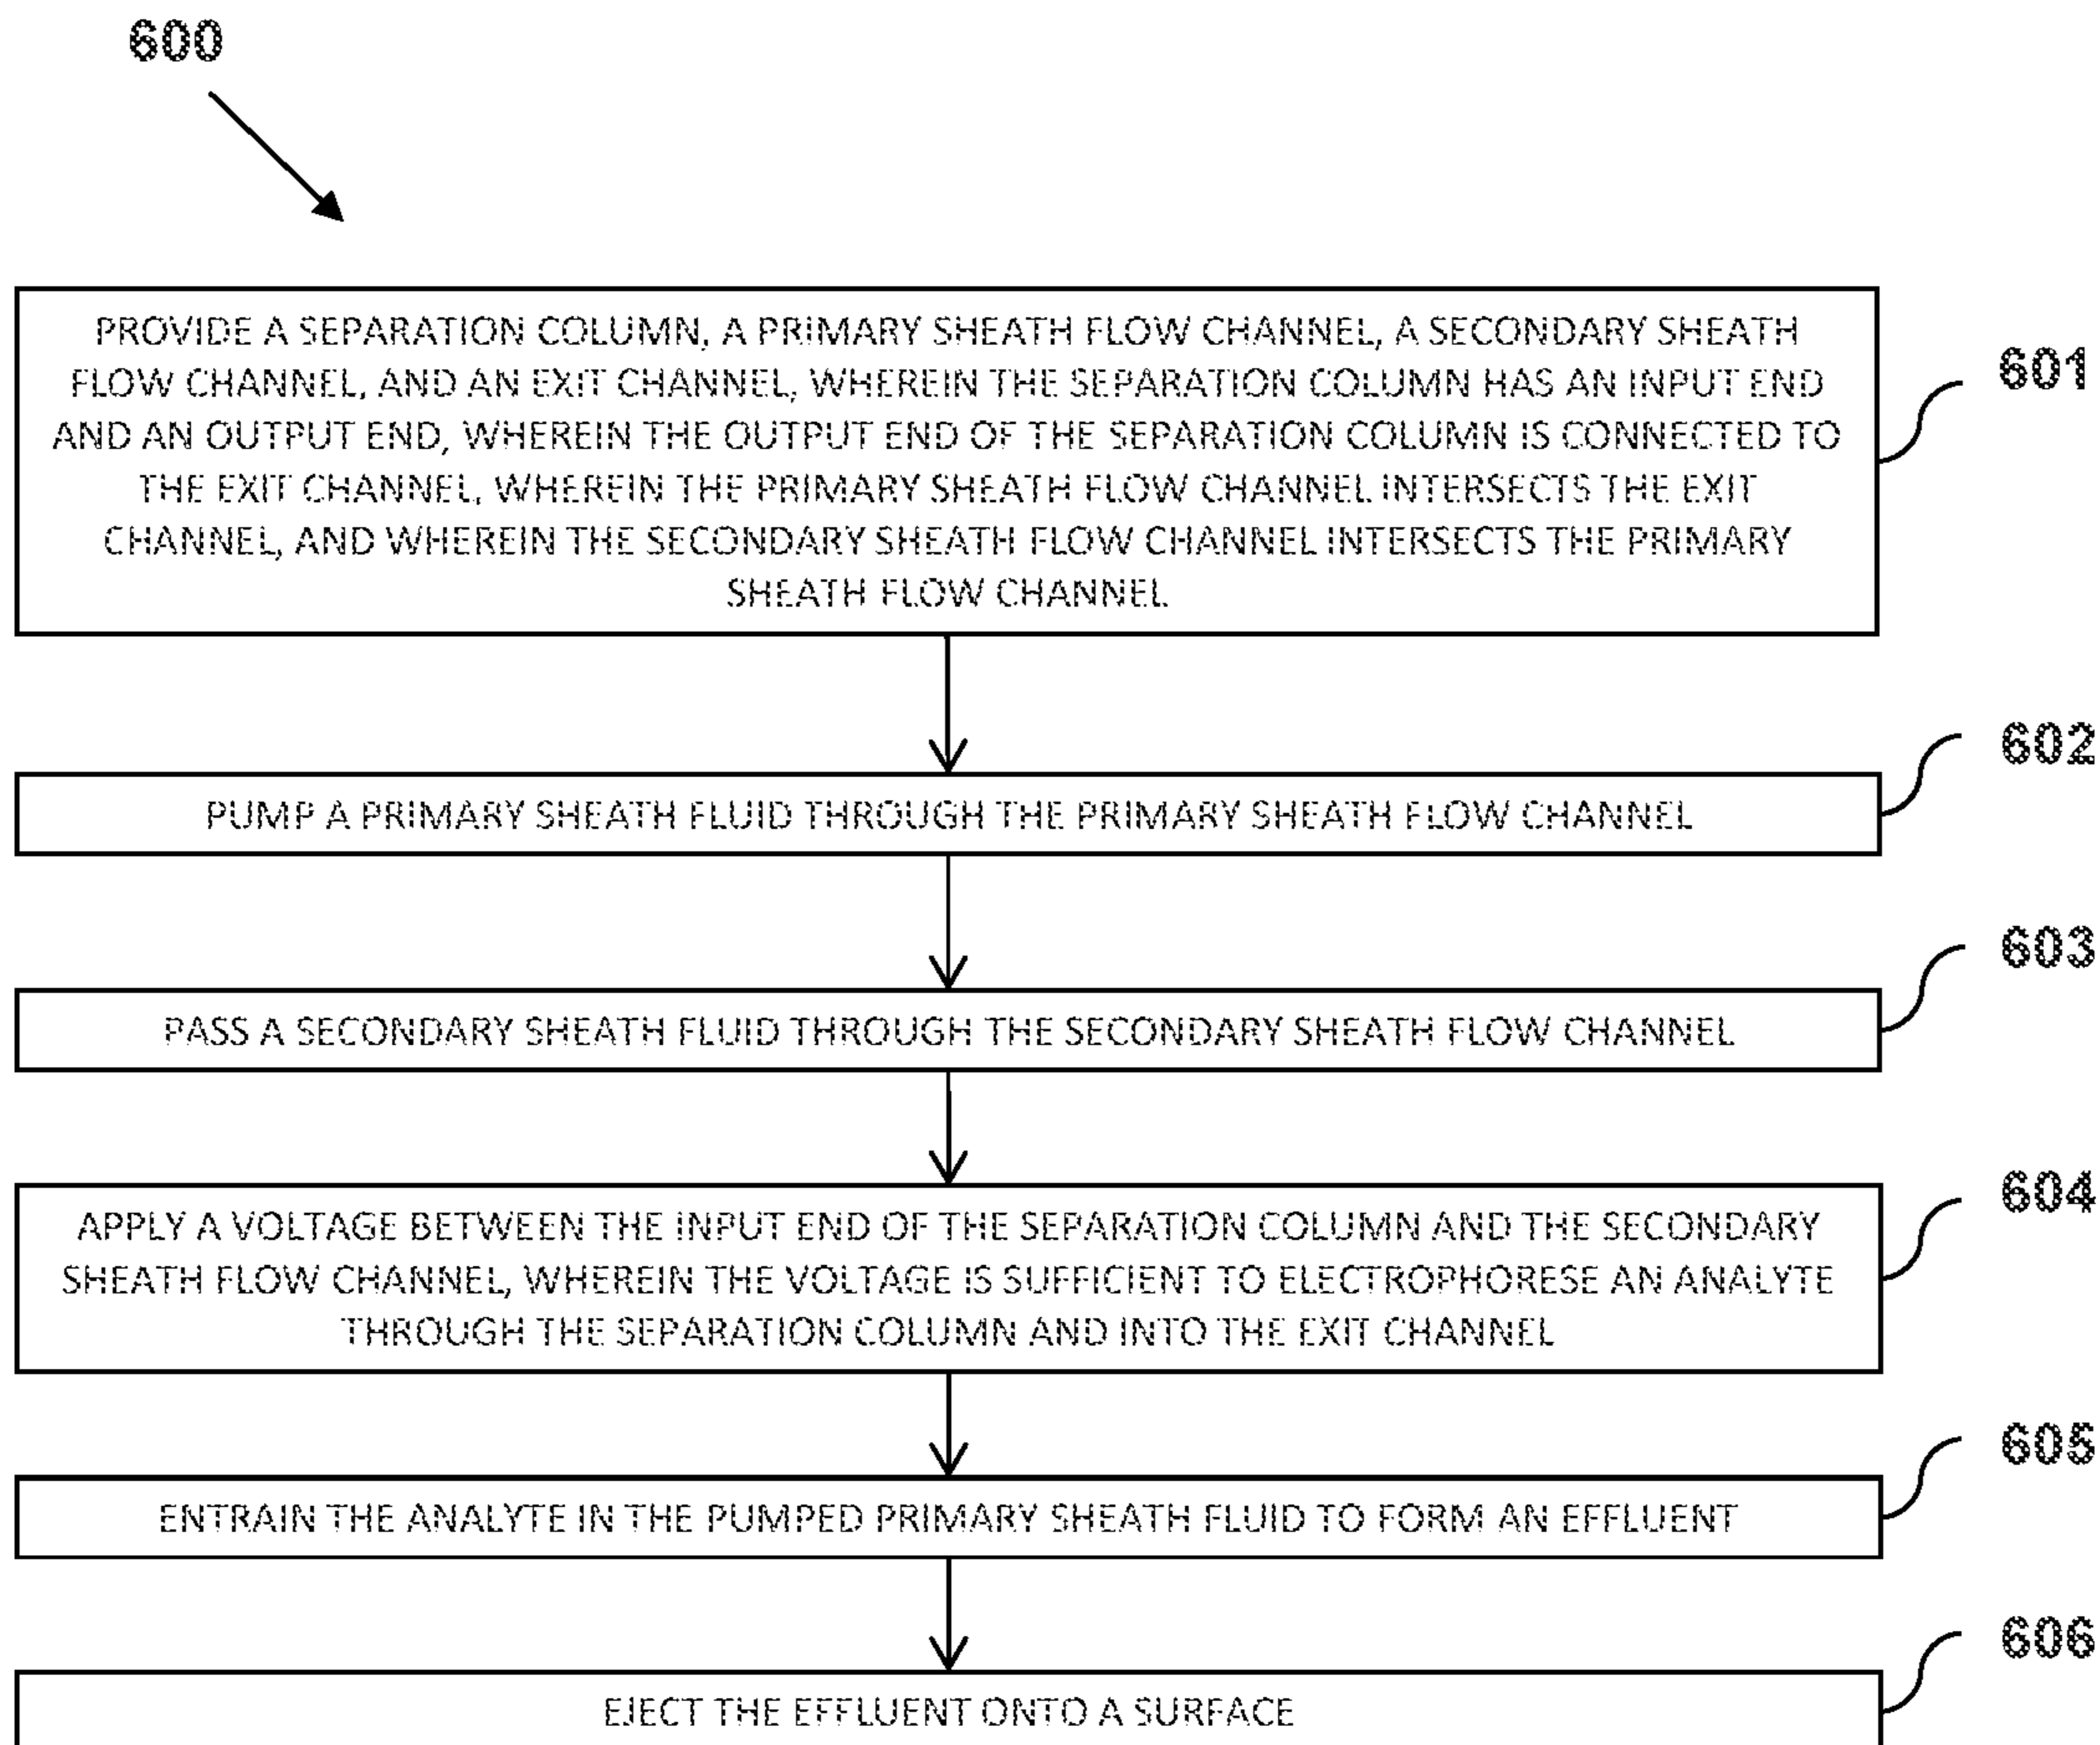 600
PROVIDE A SEPARATION COLUMN, A PRIMARY SHEATH FLOW CHANNEL, A SECONDARY SHEATH
FLOW CHANNEL, AND AN EXIT CHANNEL, WHEREIN THE SEPARATION COLUMN HAS AN INPUT END
AND AN OUTPUT END, WHEREIN THE OUTPUT END OF THE SEPARATION COLUMN IS CONNECTED TO
THE EXIT CHANNEL, WHEREIN THE PRIMARY SHEATH FLOW CHANNEL INTERSECTS THE EXIT
CHANNEL, AND WHEREIN THE SECONDARY SHEATH FLOW CHANNEL INTERSECTS THE PRIMARY
SHEATH FLOW CHANNEL
601
PUMP A PRIMARY SHEATH FLUID THROUGH THE PRIMARY SHEATH FLOW CHANNEL
602
PASS A SECONDARY SHEATH FLUID THROUGH THE SECONDARY SHEATH FLOW CHANNEL
603
APPLY A VOLTAGE BETWEEN THE INPUT END OF THE SEPARATION COLUMN AND THE SECONDARY
SHEATH FLOW CHANNEL, WHEREIN THE VOLTAGE IS SUFFICIENT TO ELECTROPHORESE AN ANALYTE
THROUGH THE SEPARATION COLUMN AND INTO THE EXIT CHANNEL
604
ENTRAIN THE ANALYTE IN THE PUMPED PRIMARY SHEATH FLUID TO FORM AN EFFLUENT
605
EJECT THE EFFLUENT ONTO A SURFACE
606